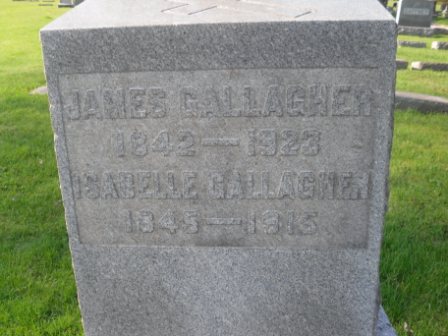 JAMES GALLAGHER
1842—1923
ISABELLE GALLAGHER
1845—1915